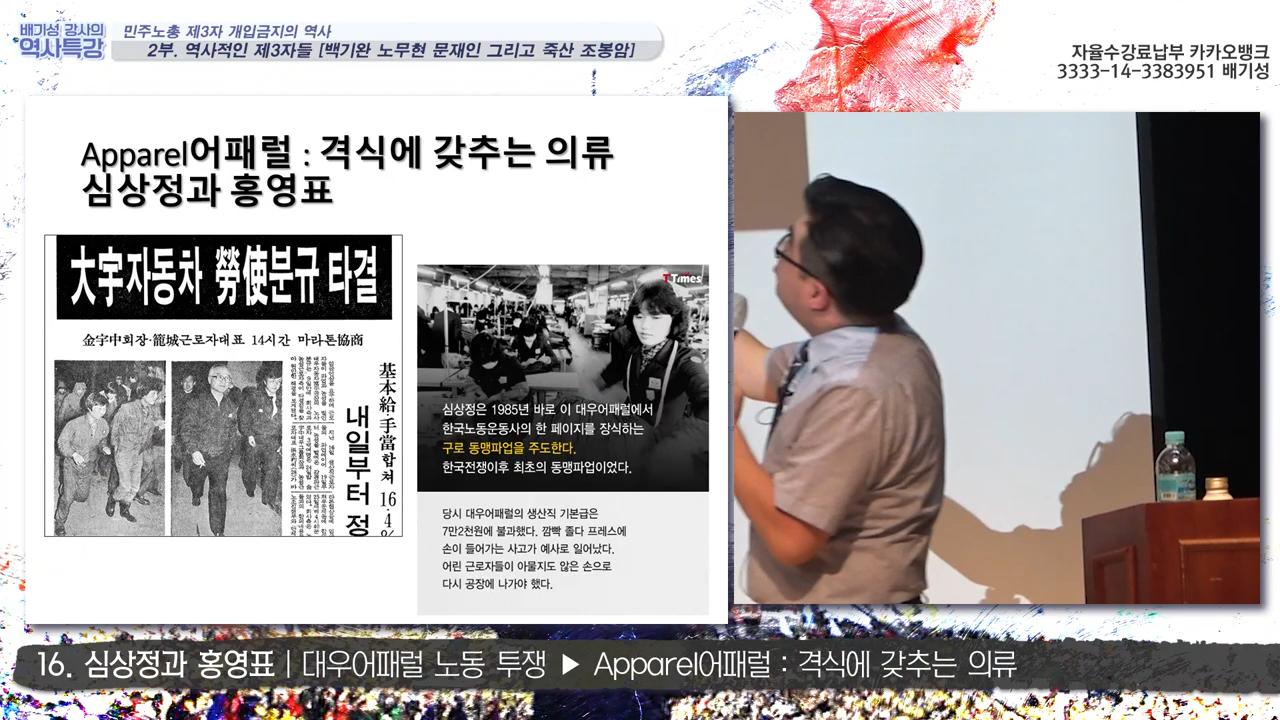 배기성 강사의
역사특강
민주노총 제3자 개입금지의 역사
2부. 역사적인 제3자들 [백기완 노무현 문재인 그리고 죽산 조봉암]
자율수강료납부 카카오뱅크
3333-14-3383951 배기성
Apparel어패럴 : 격식에 갖추는 의류
심상정과 홍영표
大宇자동차 勞使분규 타결
金宇中회장·籠城근로자대표 14시간 마라톤協商
基本給·手當합쳐 16·4%
내일부터 정
TTimes
심상정은 1985년 바로 이 대우어패럴에서
한국노동운동사의 한 페이지를 장식하는
구로 동맹파업을 주도한다.
한국전쟁이후 최초의 동맹파업이었다.
당시 대우어패럴의 생산직 기본급은
7만2천원에 불과했다. 깜빡 졸다 프레스에
손이 들어가는 사고가 예사로 일어났다.
어린 근로자들이 아물지도 않은 손으로
다시 공장에 나가야 했다.
16. 심상정과 홍영표 | 대우어패럴 노동 투쟁 ▶ Apparel어패럴 : 격식에 갖추는 의류